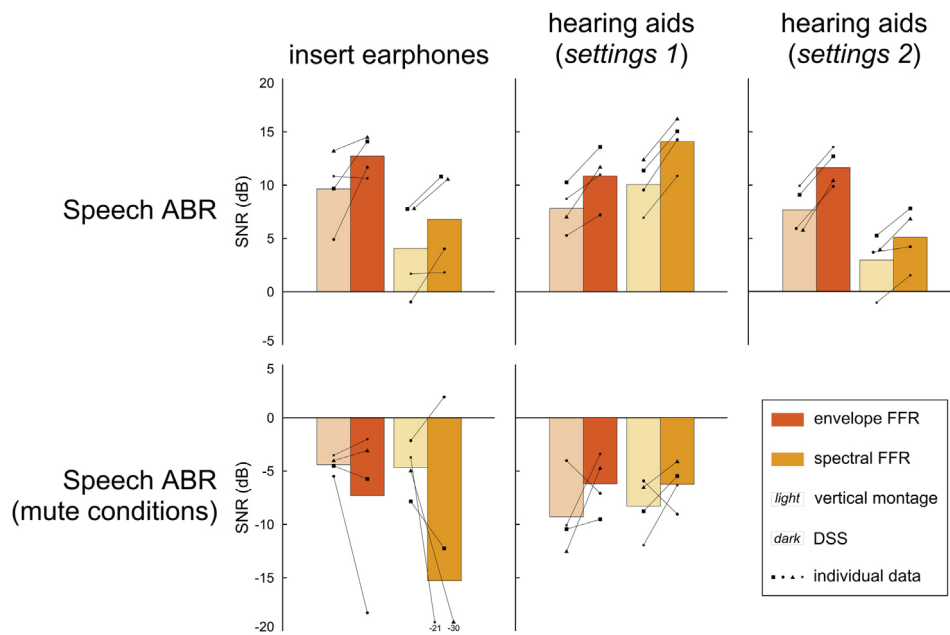 insert earphones
hearing aids
(settings 1)
hearing aids
(settings 2)
Speech ABR
SNR (dB)
20
15
10
5
0
-5
Speech ABR
(mute conditions)
SNR (dB)
5
0
-5
-10
-15
-20
-21
-30
envelope FFR
spectral FFR
light vertical montage
dark DSS
individual data